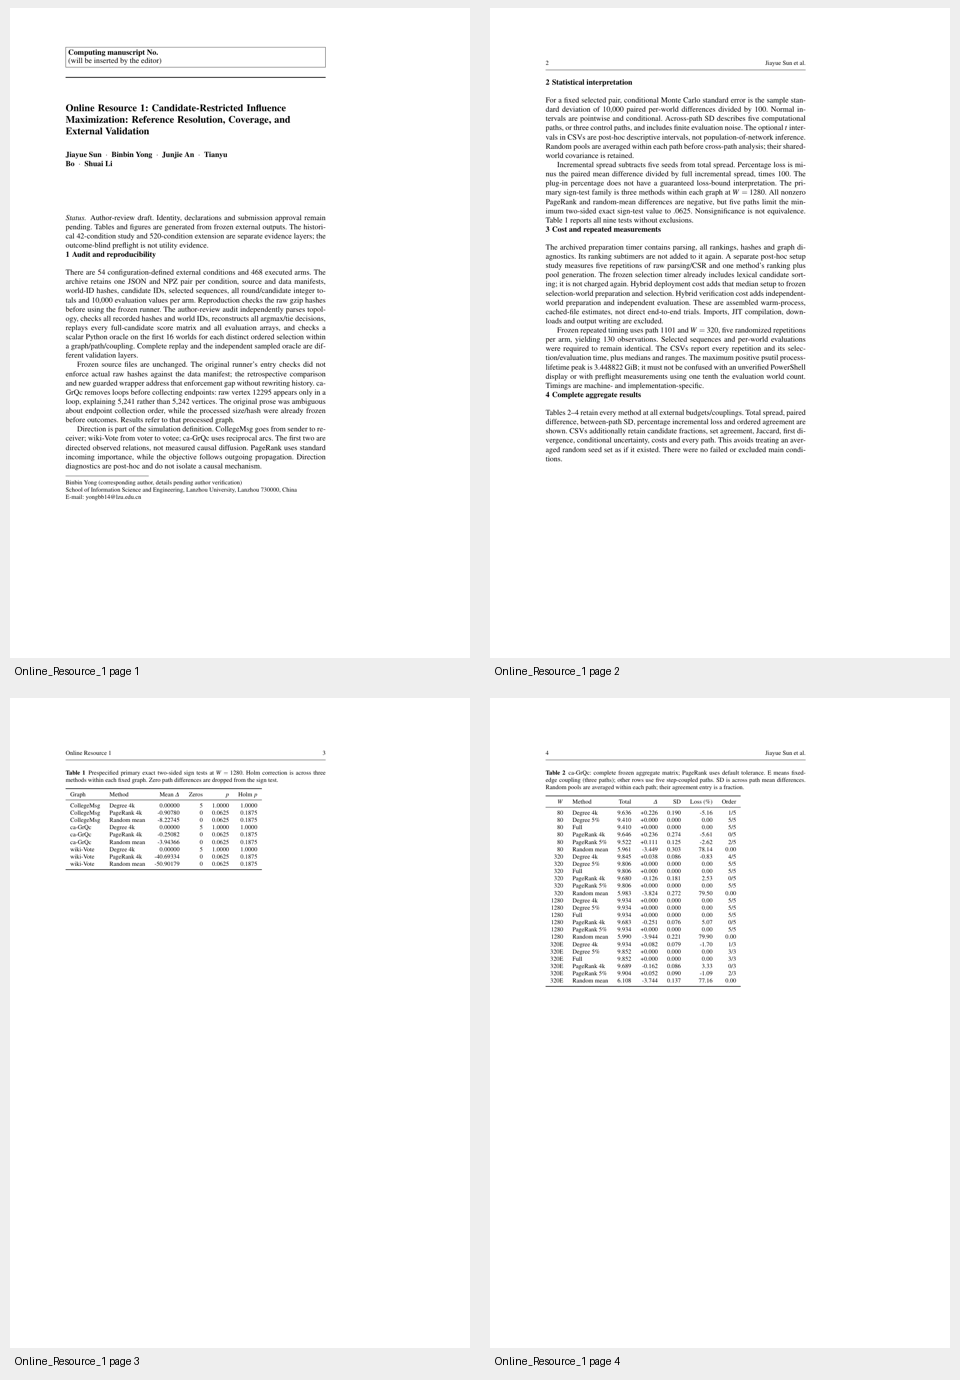 Computing manuscript No.
(will be inserted by the editor)
Online Resource 1: Candidate-Restricted Influence
Maximization: Reference Resolution, Coverage, and
External Validation
Jiayue Sun · Binbin Yong · Junjie An · Tianyu
Bo · Shuai Li
Status. Author-review draft. Identity, declarations and submission approval remain
pending. Tables and figures are generated from frozen external outputs. The histori-
cal 42-condition study and 520-condition extension are separate evidence layers; the
outcome-blind preflight is not utility evidence.
1 Audit and reproducibility
There are 54 configuration-defined external conditions and 468 executed arms. The
archive retains one JSON and NPZ pair per condition, source and data manifests,
world-ID hashes, candidate IDs, selected sequences, all round/candidate integer to-
tals and 10,000 evaluation values per arm. Reproduction checks the raw gzip hashes
before using the frozen runner. The author-review audit independently parses topol-
ogy, checks all recorded hashes and world IDs, reconstructs all argmax/tie decisions,
replays every full-candidate score matrix and all evaluation arrays, and checks a
scalar Python oracle on the first 16 worlds for each distinct ordered selection within
a graph/path/coupling. Complete replay and the independent sampled oracle are dif-
ferent validation layers.
Frozen source files are unchanged. The original runner's entry checks did not
enforce actual raw hashes against the data manifest; the retrospective comparison
and new guarded wrapper address that enforcement gap without rewriting history. ca-
GrQc removes loops before collecting endpoints: raw vertex 12295 appears only in a
loop, explaining 5,241 rather than 5,242 vertices. The original prose was ambiguous
about endpoint collection order, while the processed size/hash were already frozen
before outcomes. Results refer to that processed graph.
Direction is part of the simulation definition. CollegeMsg goes from sender to re-
ceiver; wiki-Vote from voter to votee; ca-GrQc uses reciprocal arcs. The first two are
directed observed relations, not measured causal diffusion. PageRank uses standard
incoming importance, while the objective follows outgoing propagation. Direction
diagnostics are post-hoc and do not isolate a causal mechanism.
Binbin Yong (corresponding author, details pending author verification)
School of Information Science and Engineering, Lanzhou University, Lanzhou 730000, China
E-mail: yongbb14@lzu.edu.cn
Online_Resource_1 page 1
2 Jiayue Sun et al.
2 Statistical interpretation
For a fixed selected pair, conditional Monte Carlo standard error is the sample stan-
dard deviation of 10,000 paired per-world differences divided by 100. Normal in-
tervals are pointwise and conditional. Across-path SD describes five computational
paths, or three control paths, and includes finite evaluation noise. The optional t inter-
vals in CSVs are post-hoc descriptive intervals, not population-of-network inference.
Random pools are averaged within each path before cross-path analysis; their shared-
world covariance is retained.
Incremental spread subtracts five seeds from total spread. Percentage loss is mi-
nus the paired mean difference divided by full incremental spread, times 100. The
plug-in percentage does not have a guaranteed loss-bound interpretation. The pri-
mary sign-test family is three methods within each graph at W = 1280. All nonzero
PageRank and random-mean differences are negative, but five paths limit the min-
imum two-sided exact sign-test value to .0625. Nonsignificance is not equivalence.
Table 1 reports all nine tests without exclusions.
3 Cost and repeated measurements
The archived preparation timer contains parsing, all rankings, hashes and graph di-
agnostics. Its ranking subtimers are not added to it again. A separate post-hoc setup
study measures five repetitions of raw parsing/CSR and one method's ranking plus
pool generation. The frozen selection timer already includes lexical candidate sort-
ing; it is not charged again. Hybrid deployment cost adds that median setup to frozen
selection-world preparation and selection. Hybrid verification cost adds independent-
world preparation and independent evaluation. These are assembled warm-process,
cached-file estimates, not direct end-to-end trials. Imports, JIT compilation, down-
loads and output writing are excluded.
Frozen repeated timing uses path 1101 and W = 320, five randomized repetitions
per arm, yielding 130 observations. Selected sequences and per-world evaluations
were required to remain identical. The CSVs report every repetition and its selec-
tion/evaluation time, plus medians and ranges. The maximum positive psutil process-
lifetime peak is 3.448822 GiB; it must not be confused with an unverified PowerShell
display or with preflight measurements using one tenth the evaluation world count.
Timings are machine- and implementation-specific.
4 Complete aggregate results
Tables 2–4 retain every method at all external budgets/couplings. Total spread, paired
difference, between-path SD, percentage incremental loss and ordered agreement are
shown. CSVs additionally retain candidate fractions, set agreement, Jaccard, first di-
vergence, conditional uncertainty, costs and every path. This avoids treating an aver-
aged random seed set as if it existed. There were no failed or excluded main condi-
tions.
Online_Resource_1 page 2
Online Resource 1 3
Table 1 Prespecified primary exact two-sided sign tests at W = 1280. Holm correction is across three
methods within each fixed graph. Zero path differences are dropped from the sign test.
Graph Method Mean Δ Zeros p Holm p
CollegeMsg Degree 4k 0.00000 5 1.0000 1.0000
CollegeMsg PageRank 4k -0.90780 0 0.0625 0.1875
CollegeMsg Random mean -8.22745 0 0.0625 0.1875
ca-GrQc Degree 4k 0.00000 5 1.0000 1.0000
ca-GrQc PageRank 4k -0.25082 0 0.0625 0.1875
ca-GrQc Random mean -3.94366 0 0.0625 0.1875
wiki-Vote Degree 4k 0.00000 5 1.0000 1.0000
wiki-Vote PageRank 4k -40.69334 0 0.0625 0.1875
wiki-Vote Random mean -50.90179 0 0.0625 0.1875
Online_Resource_1 page 3
4 Jiayue Sun et al.
Table 2 ca-GrQc: complete frozen aggregate matrix; PageRank uses default tolerance. E means fixed-
edge coupling (three paths); other rows use five step-coupled paths. SD is across path mean differences.
Random pools are averaged within each path; their agreement entry is a fraction.
W Method Total Δ SD Loss (%) Order
80 Degree 4k 9.636 +0.226 0.190 -5.16 1/5
80 Degree 5% 9.410 +0.000 0.000 0.00 5/5
80 Full 9.410 +0.000 0.000 0.00 5/5
80 PageRank 4k 9.646 +0.236 0.274 -5.61 0/5
80 PageRank 5% 9.522 +0.111 0.125 -2.62 2/5
80 Random mean 5.961 -3.449 0.303 78.14 0.00
320 Degree 4k 9.845 +0.038 0.086 -0.83 4/5
320 Degree 5% 9.806 +0.000 0.000 0.00 5/5
320 Full 9.806 +0.000 0.000 0.00 5/5
320 PageRank 4k 9.680 -0.126 0.181 2.53 0/5
320 PageRank 5% 9.806 +0.000 0.000 0.00 5/5
320 Random mean 5.983 -3.824 0.272 79.50 0.00
1280 Degree 4k 9.934 +0.000 0.000 0.00 5/5
1280 Degree 5% 9.934 +0.000 0.000 0.00 5/5
1280 Full 9.934 +0.000 0.000 0.00 5/5
1280 PageRank 4k 9.683 -0.251 0.076 5.07 0/5
1280 PageRank 5% 9.934 +0.000 0.000 0.00 5/5
1280 Random mean 5.990 -3.944 0.221 79.90 0.00
320E Degree 4k 9.934 +0.082 0.079 -1.70 1/3
320E Degree 5% 9.852 +0.000 0.000 0.00 3/3
320E Full 9.852 +0.000 0.000 0.00 3/3
320E PageRank 4k 9.689 -0.162 0.086 3.33 0/3
320E PageRank 5% 9.904 +0.052 0.090 -1.09 2/3
320E Random mean 6.108 -3.744 0.137 77.16 0.00
Online_Resource_1 page 4